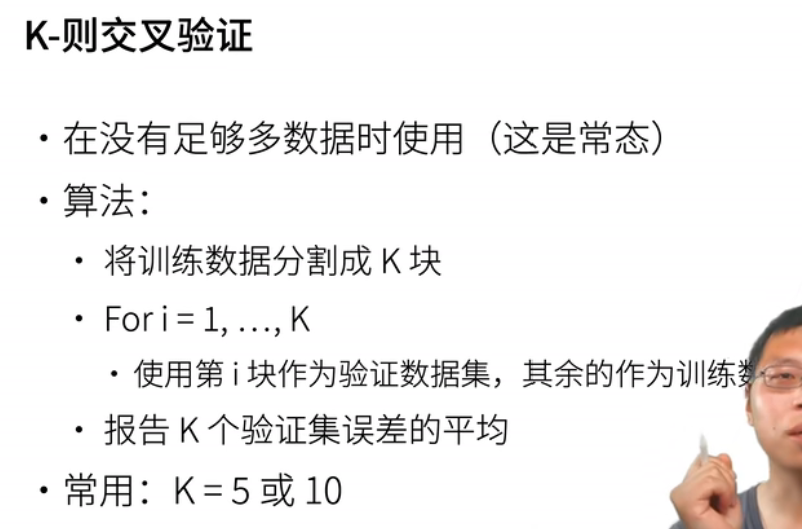 K-则交叉验证
• 在没有足够多数据时使用（这是常态）
• 算法：
• 将训练数据分割成 K 块
• For i = 1, …, K
• 使用第 i 块作为验证数据集，其余的作为训练
• 报告 K 个验证集误差的平均
• 常用：K = 5 或 10